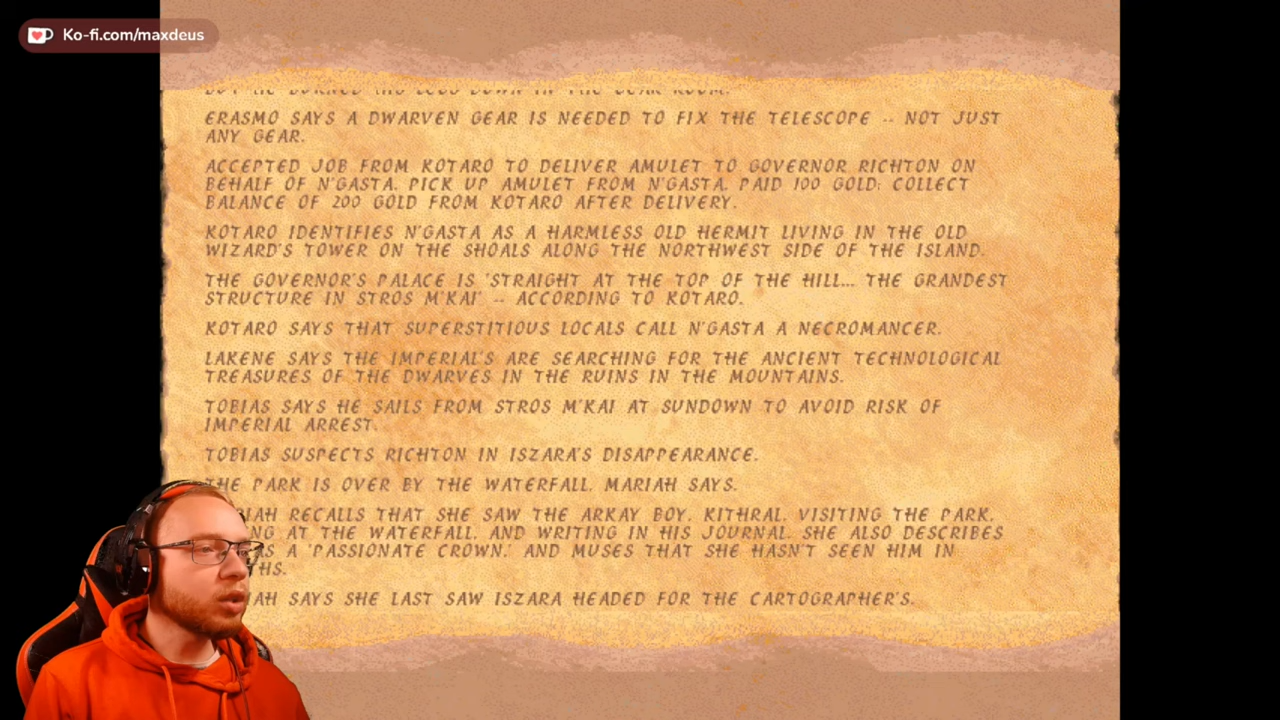 Ko-fi.com/maxdeus
ERASMO SAYS A DWARVEN GEAR IS NEEDED TO FIX THE TELESCOPE -- NOT JUST
ANY GEAR.
ACCEPTED JOB FROM KOTARO TO DELIVER AMULET TO GOVERNOR RICHTON ON
BEHALF OF N'GASTA. PICK UP AMULET FROM N'GASTA. PAID 100 GOLD; COLLECT
BALANCE OF 200 GOLD FROM KOTARO AFTER DELIVERY.
KOTARO IDENTIFIES N'GASTA AS A HARMLESS OLD HERMIT LIVING IN THE OLD
WIZARD'S TOWER ON THE SHOALS ALONG THE NORTHWEST SIDE OF THE ISLAND.
THE GOVERNOR'S PALACE IS 'STRAIGHT AT THE TOP OF THE HILL... THE GRANDEST
STRUCTURE IN STROS M'KAI' -- ACCORDING TO KOTARO.
KOTARO SAYS THAT SUPERSTITIOUS LOCALS CALL N'GASTA A NECROMANCER.
LAKENE SAYS THE IMPERIAL'S ARE SEARCHING FOR THE ANCIENT TECHNOLOGICAL
TREASURES OF THE DWARVES IN THE RUINS IN THE MOUNTAINS.
TOBIAS SAYS HE SAILS FROM STROS M'KAI AT SUNDOWN TO AVOID RISK OF
IMPERIAL ARREST.
TOBIAS SUSPECTS RICHTON IN ISZARA'S DISAPPEARANCE.
THE PARK IS OVER BY THE WATERFALL, MARIAH SAYS.
RECALLS THAT SHE SAW THE ARKAY BOY, KITHRAL, VISITING THE PARK,
AT THE WATERFALL, AND WRITING IN HIS JOURNAL. SHE ALSO DESCRIBES
A 'PASSIONATE CROWN,' AND MUSES THAT SHE HASN'T SEEN HIM IN
SAYS SHE LAST SAW ISZARA HEADED FOR THE CARTOGRAPHER'S.